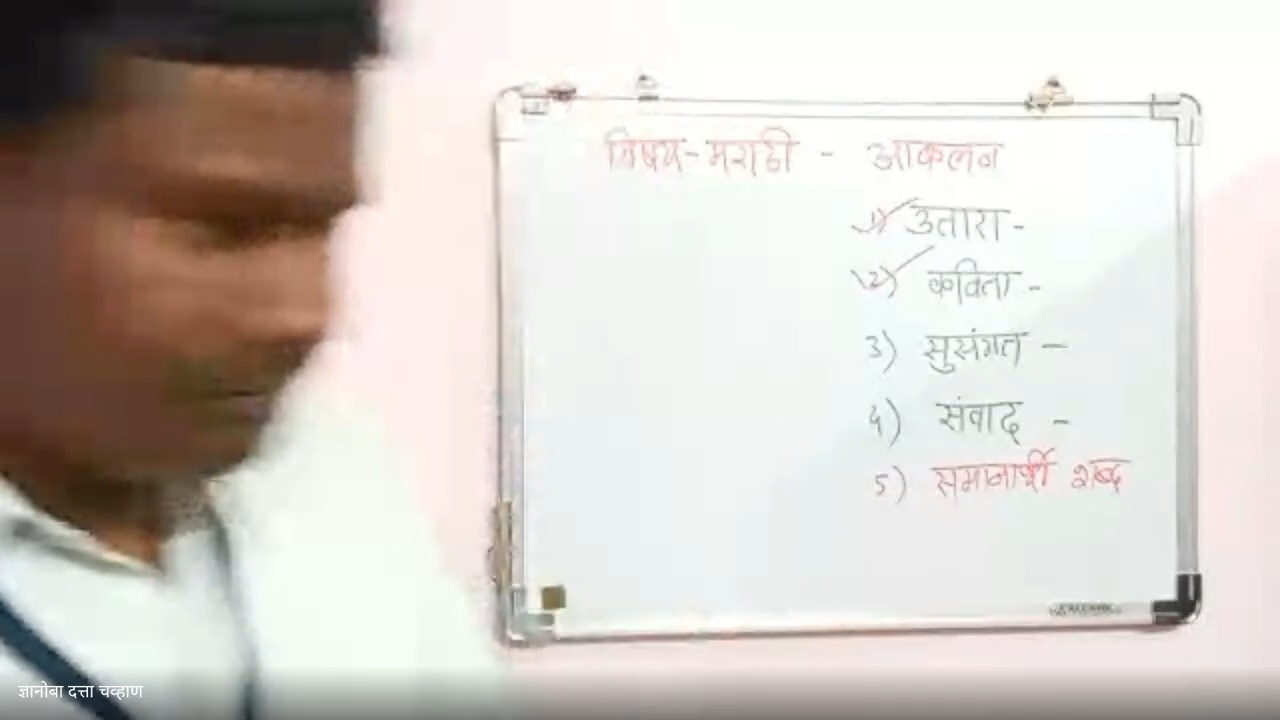 विषय-मराठी - आकलन
1) उतारा-
2) कविता -
3) सुसंगत -
4) संवाद -
5) समानार्थी शब्द
ज्ञानोबा दत्ता चव्हाण